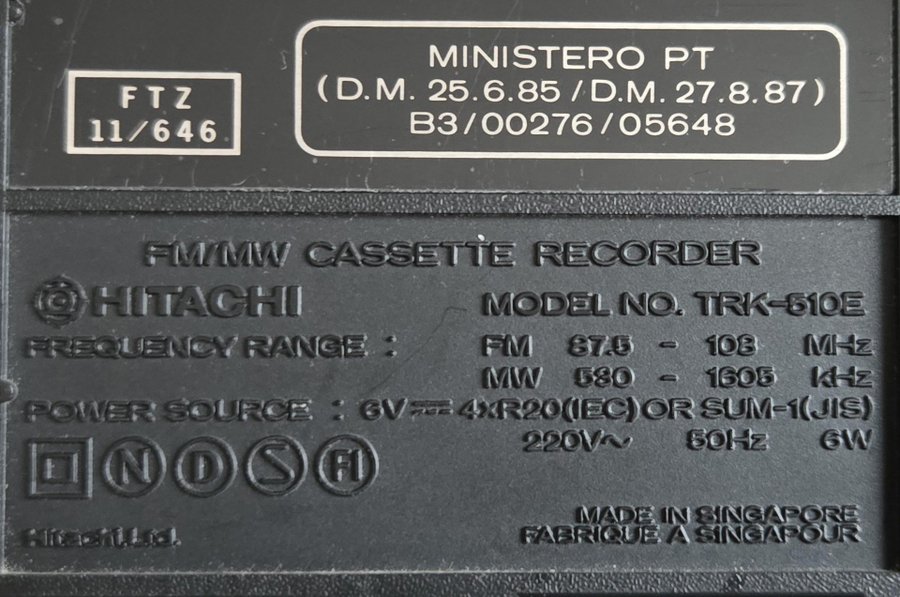 FTZ
11/646
MINISTERO PT
(D.M. 25.6.85 / D.M. 27.8.87)
B3/00276/05648
FM/MW CASSETTE RECORDER
HITACHI
MODEL NO. TRK-510E
FREQUENCY RANGE : FM 87.5 - 108 MHz
MW 530 - 1605 kHz
POWER SOURCE : 6V 4xR20(IEC) OR SUM-1(JIS)
220V~ 50Hz 6W
N D S FI
MADE IN SINGAPORE
Hitachi,Ltd. FABRIQUE A SINGAPOUR